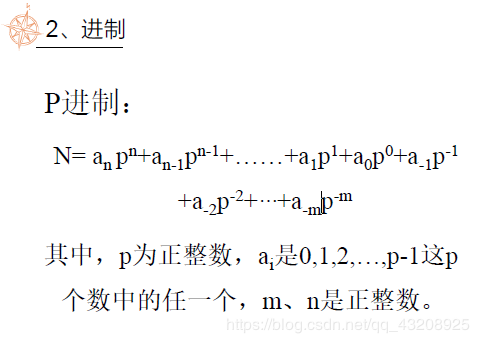 2、进制
P进制：
N= aₙ pⁿ+aₙ₋₁pⁿ⁻¹+……+a₁p¹+a₀p⁰+a₋₁p⁻¹
+a₋₂p⁻²+···+a₋ₘp⁻ᵐ
其中，p为正整数，aᵢ是0,1,2,…,p-1这p
个数中的任一个，m、n是正整数。
https://blog.csdn.net/qq_43208925